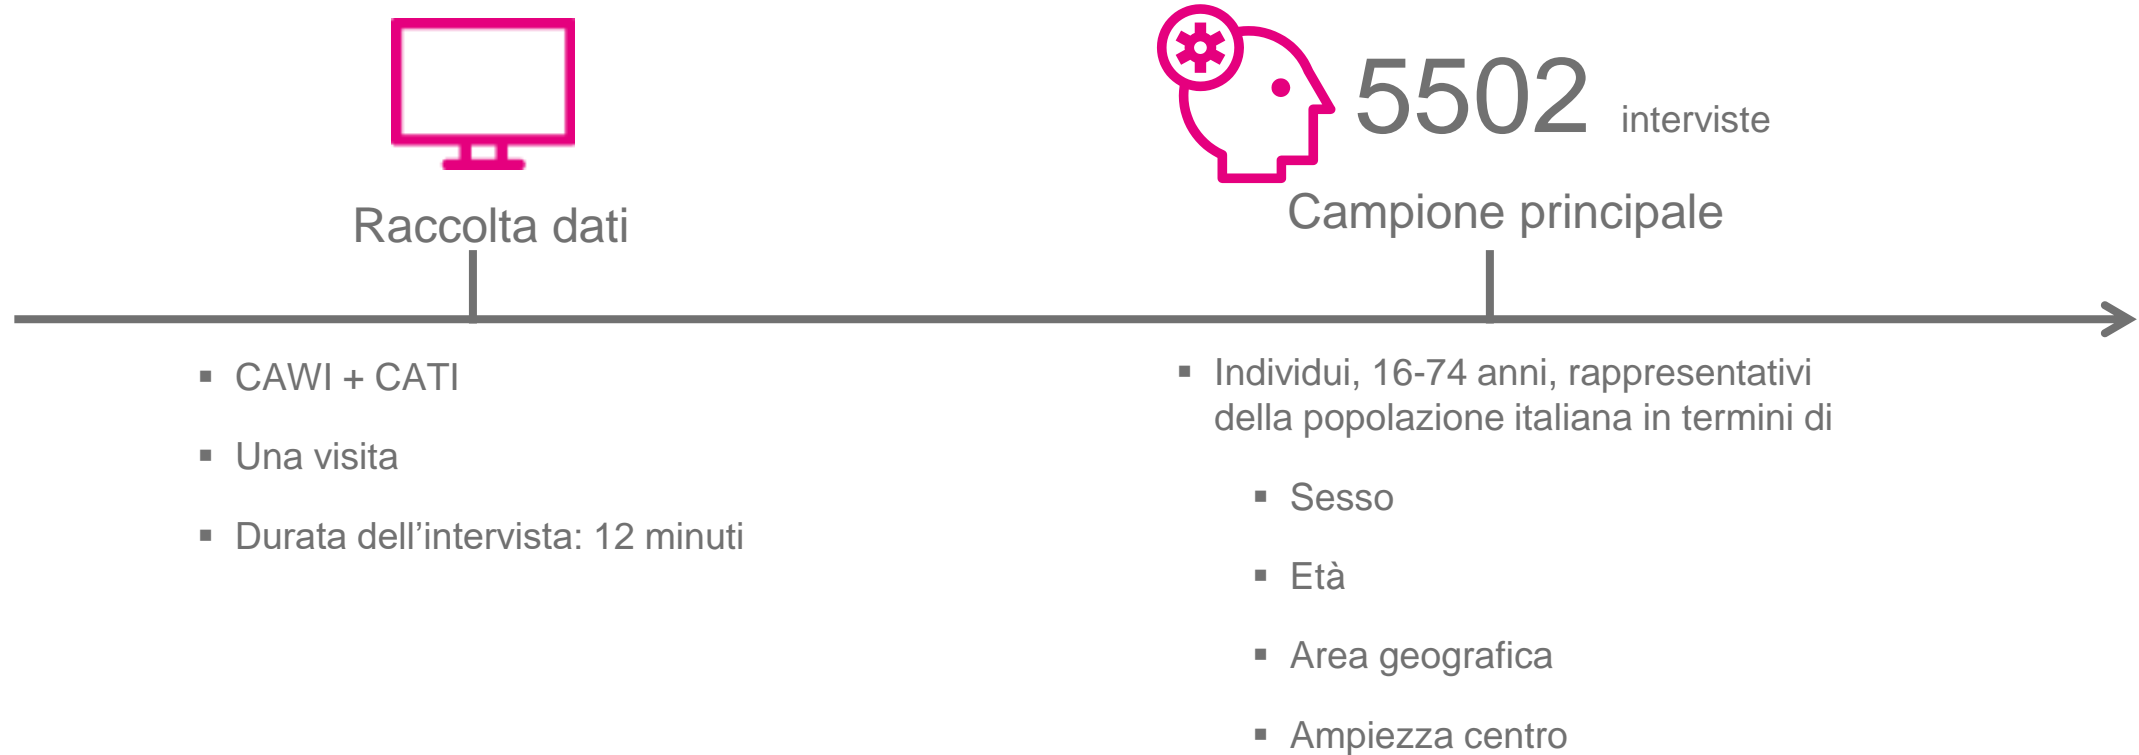 Raccolta dati
▪ CAWI + CATI
▪ Una visita
▪ Durata dell’intervista: 12 minuti
5502 interviste
Campione principale
▪ Individui, 16-74 anni, rappresentativi
della popolazione italiana in termini di
▪ Sesso
▪ Età
▪ Area geografica
▪ Ampiezza centro